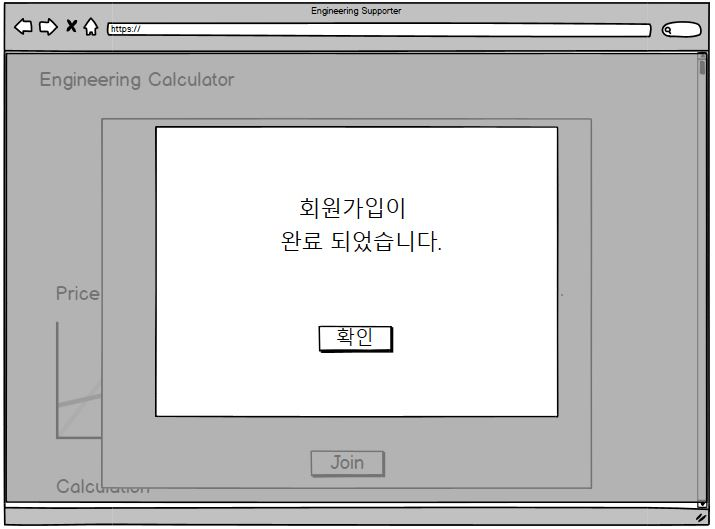 Engineering Supporter
https://
Engineering Calculator
회원가입이
완료 되었습니다.
Price
확인
Join
Calculation